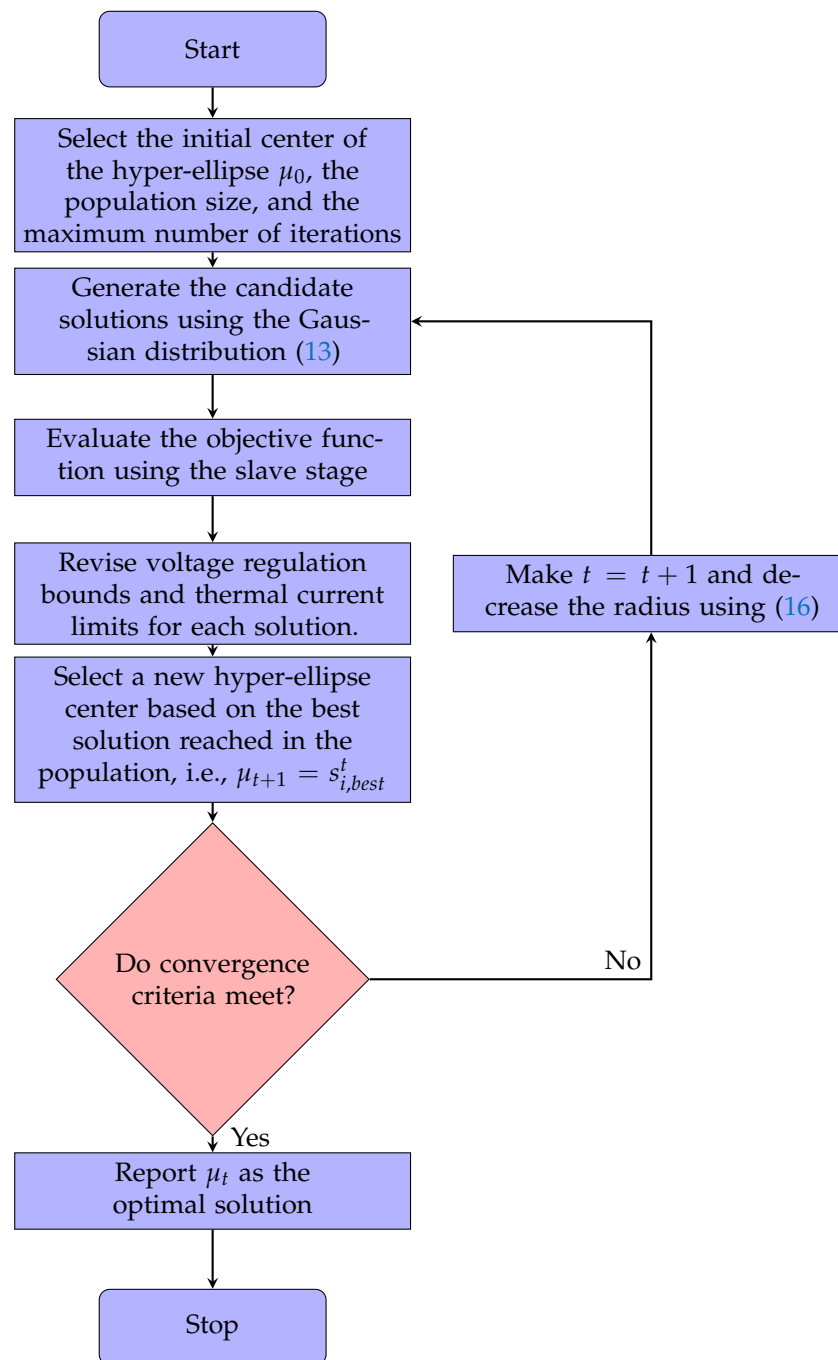 Start
Select the initial center of
the hyper-ellipse μ₀, the
population size, and the
maximum number of iterations
Generate the candidate
solutions using the Gaus-
sian distribution (13)
Evaluate the objective func-
tion using the slave stage
Revise voltage regulation
bounds and thermal current
limits for each solution.
Make t = t + 1 and de-
crease the radius using (16)
Select a new hyper-ellipse
center based on the best
solution reached in the
population, i.e., μ_{t+1} = s^t_{i,best}
Do convergence
criteria meet?
No
Yes
Report μ_t as the
optimal solution
Stop